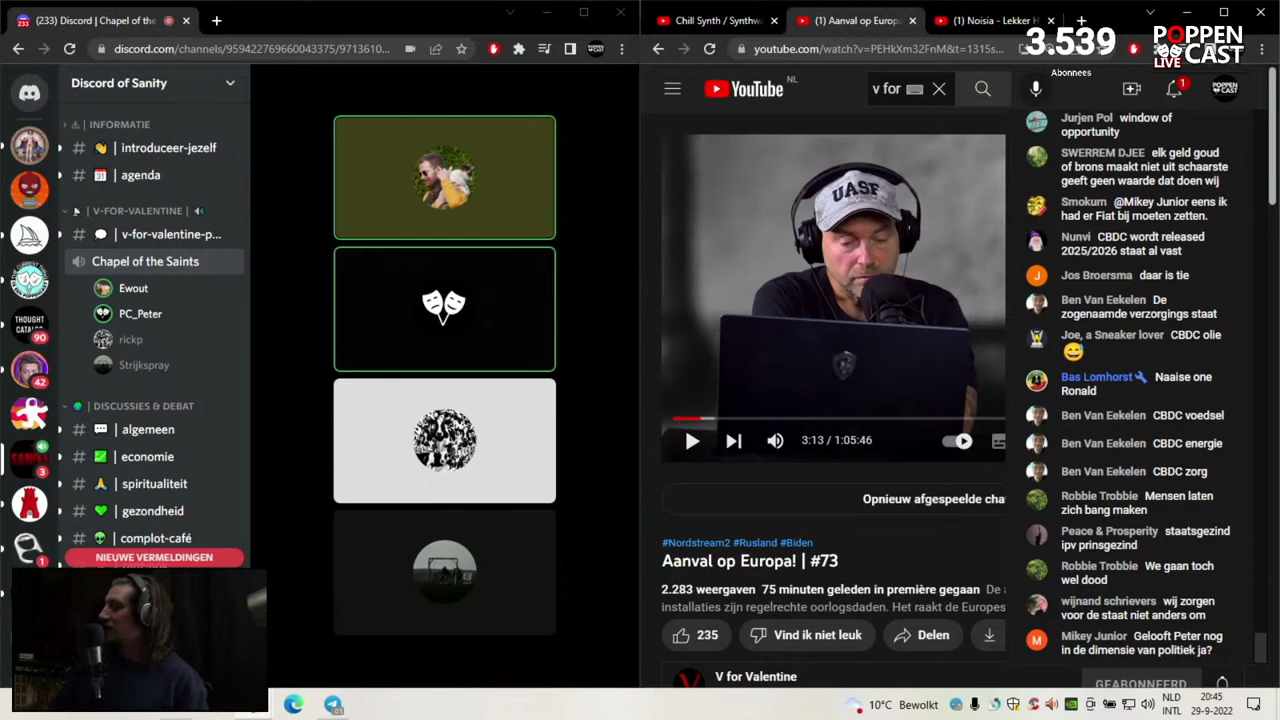 (233) Discord | Chapel of the
discord.com/channels/959422769660043375/9713610...
Discord of Sanity
INFORMATIE
# | introduceer-jezelf
# | agenda
V-FOR-VALENTINE |
# | v-for-valentine-p...
Chapel of the Saints
Ewout
PC_Peter
rickp
Strijkspray
DISCUSSIES & DEBAT
# | algemeen
# | economie
# | spiritualiteit
# | gezondheid
# | complot-café
NIEUWE VERMELDINGEN
233
THOUGHT
CATALOG
90
42
3
1
Chill Synth / Synthw
(1) Aanval op Europa
(1) Noisia - Lekker H
youtube.com/watch?v=PEHkXm32FnM&t=1315s...
3.539
Abonnees
POPPEN
LIVE CAST
YouTube NL
v for
1
POPPEN
CAST
UASF
3:13 / 1:05:46
Opnieuw afgespeelde cha
#Nordstream2 #Rusland #Biden
Aanval op Europa! | #73
2.283 weergaven 75 minuten geleden in première gegaan De a
installaties zijn regelrechte oorlogsdaden. Het raakt de Europes
235
Vind ik niet leuk
Delen
V for Valentine
GEABONNEERD
Jurjen Pol window of
opportunity
SWERREM DJEE elk geld goud
of brons maakt niet uit schaarste
geeft geen waarde dat doen wij
Smokum @Mikey Junior eens ik
had er Fiat bij moeten zetten.
Nunvi CBDC wordt released
2025/2026 staat al vast
Jos Broersma daar is tie
Ben Van Eekelen De
zogenaamde verzorgings staat
Joe, a Sneaker lover CBDC olie
😅
Bas Lomhorst Naaise one
Ronald
Ben Van Eekelen CBDC voedsel
Ben Van Eekelen CBDC energie
Ben Van Eekelen CBDC zorg
Robbie Trobbie Mensen laten
zich bang maken
Peace & Prosperity staatsgezind
ipv prinsgezind
Robbie Trobbie We gaan toch
wel dood
wijnand schrievers wij zorgen
voor de staat niet anders om
Mikey Junior Gelooft Peter nog
in de dimensie van politiek ja?
10°C Bewolkt
NLD
INTL
20:45
29-9-2022